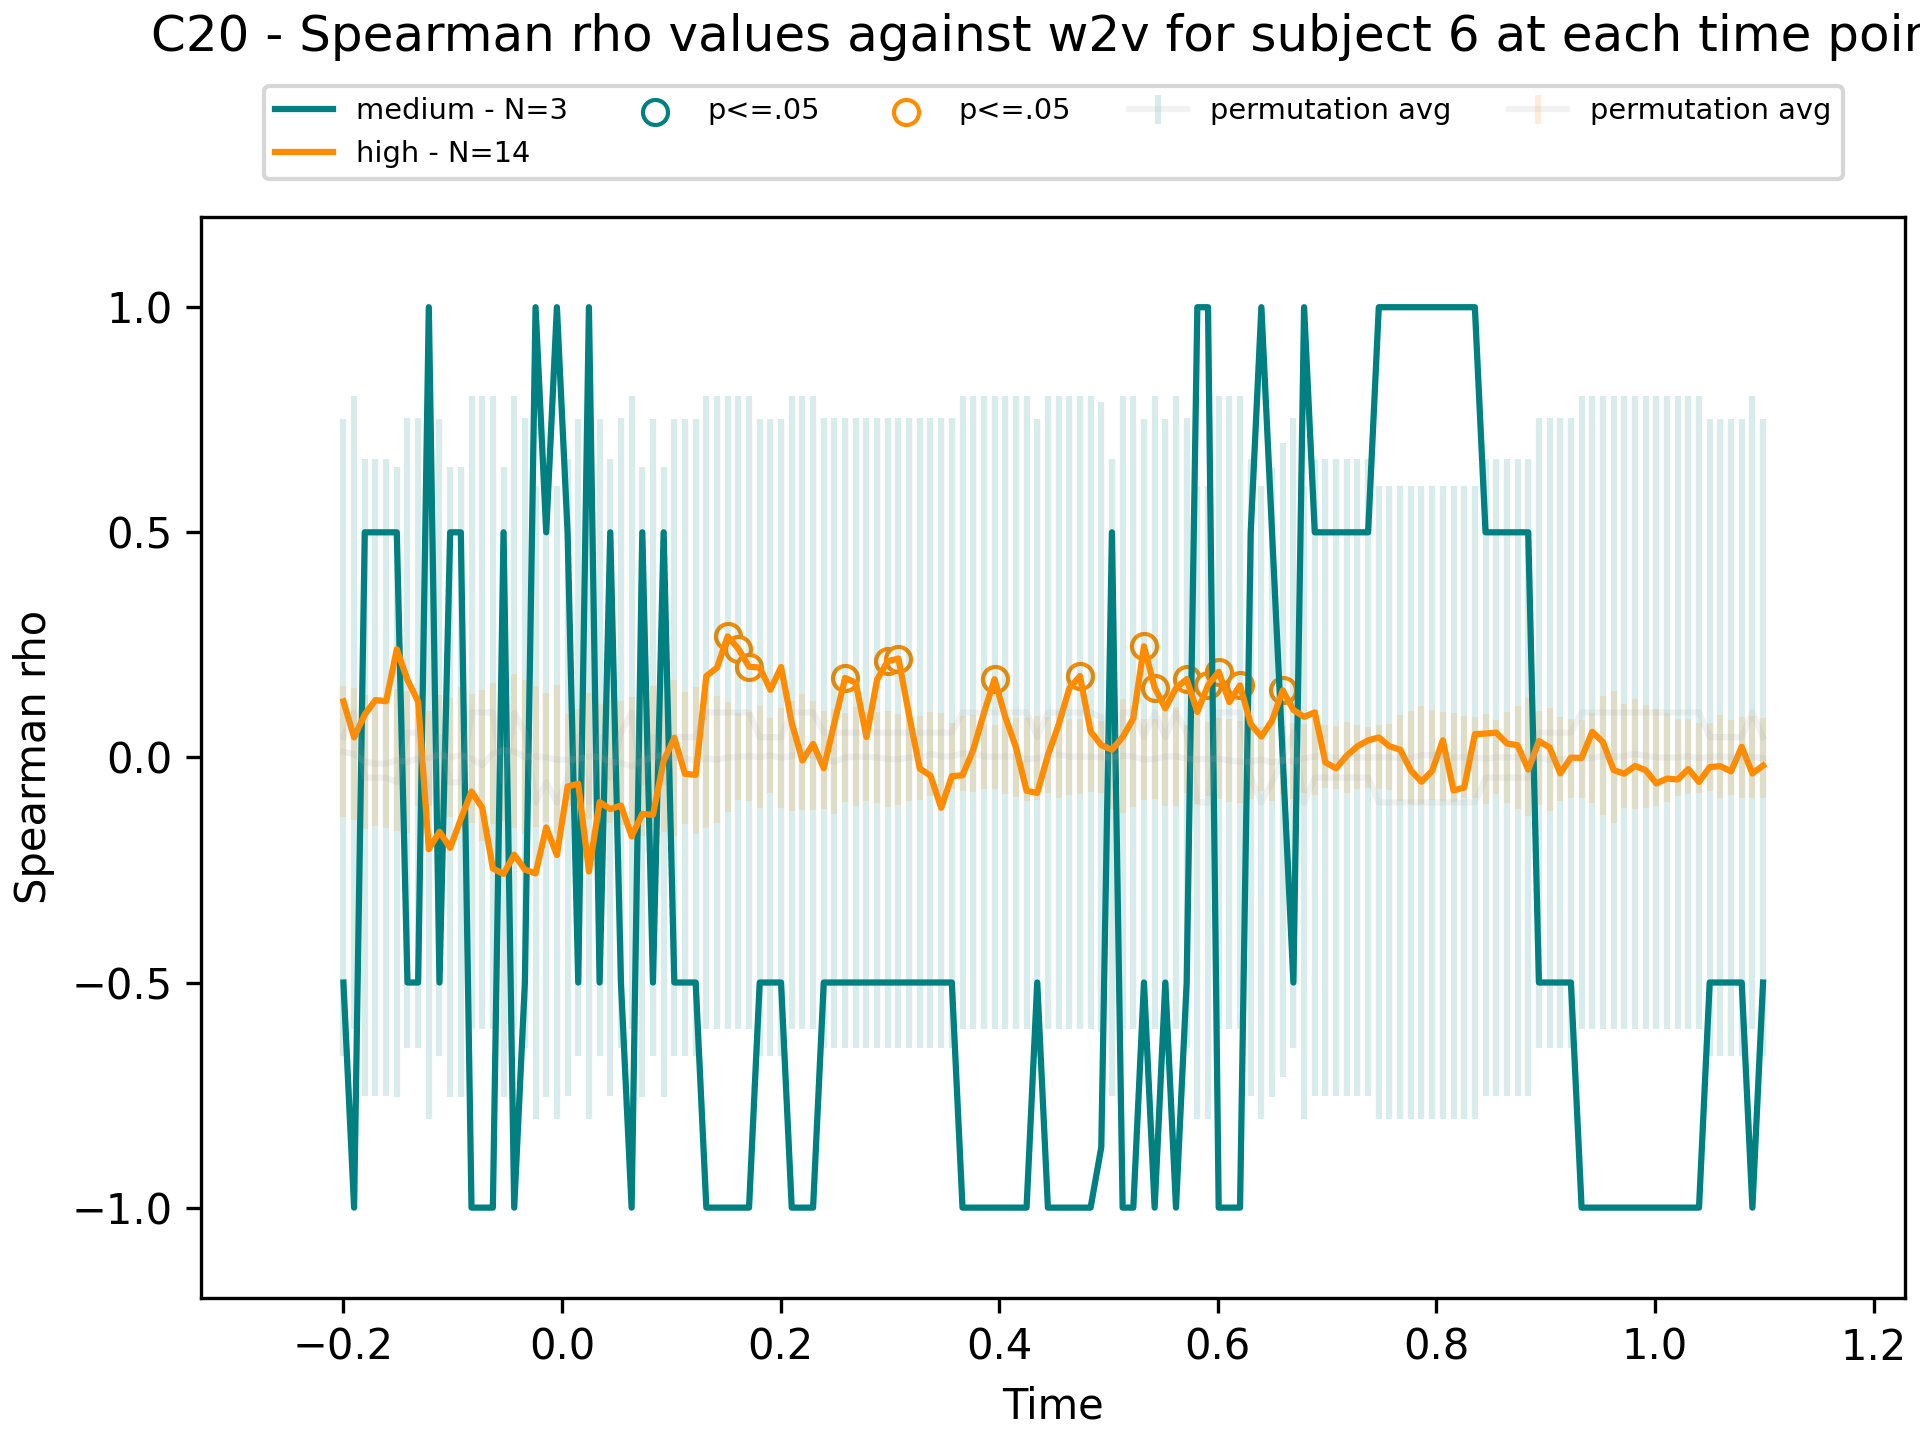 C20 - Spearman rho values against w2v for subject 6 at each time poin
medium - N=3
high - N=14
p<=.05
p<=.05
permutation avg
permutation avg
Spearman rho
1.0
0.5
0.0
−0.5
−1.0
−0.2
0.0
0.2
0.4
0.6
0.8
1.0
1.2
Time